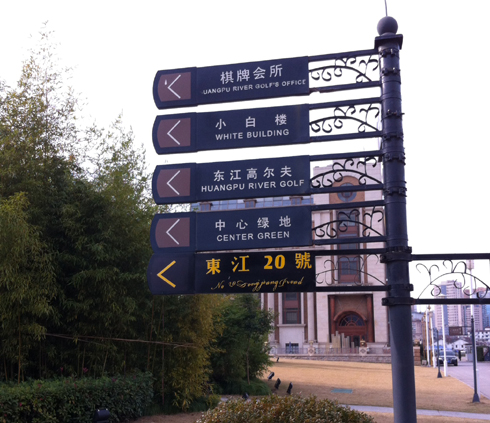 棋牌会所
HUANGPU RIVER GOLF'S OFFICE
小白楼
WHITE BUILDING
东江高尔夫
HUANGPU RIVER GOLF
中心绿地
CENTER GREEN
東江 20 號